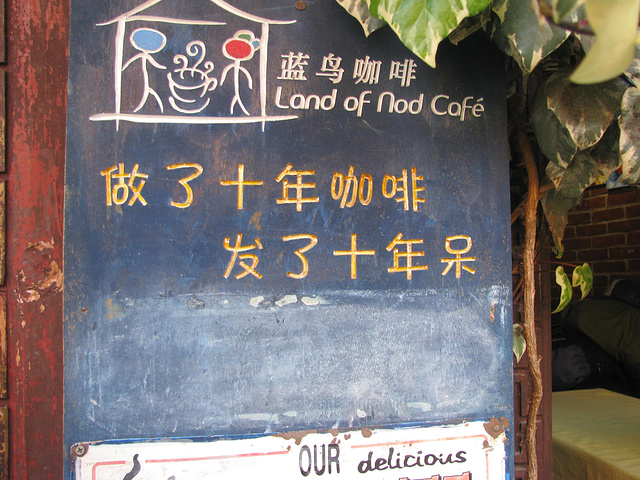 蓝鸟咖啡
Land of Nod Café
做了十年咖啡
发了十年呆
OUR delicious